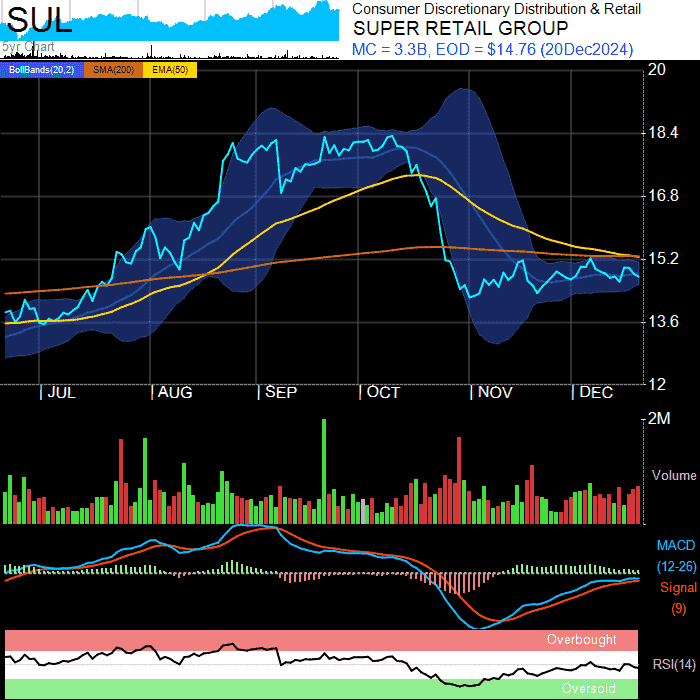 SUL
5yr Chart
Consumer Discretionary Distribution & Retail
SUPER RETAIL GROUP
MC = 3.3B, EOD = $14.76 (20Dec2024)
BollBands(20,2) SMA(200) EMA(50)
20
18.4
16.8
15.2
13.6
12
JUL AUG SEP OCT NOV DEC
2M
Volume
MACD
(12-26)
Signal
(9)
Overbought
RSI(14)
Oversold